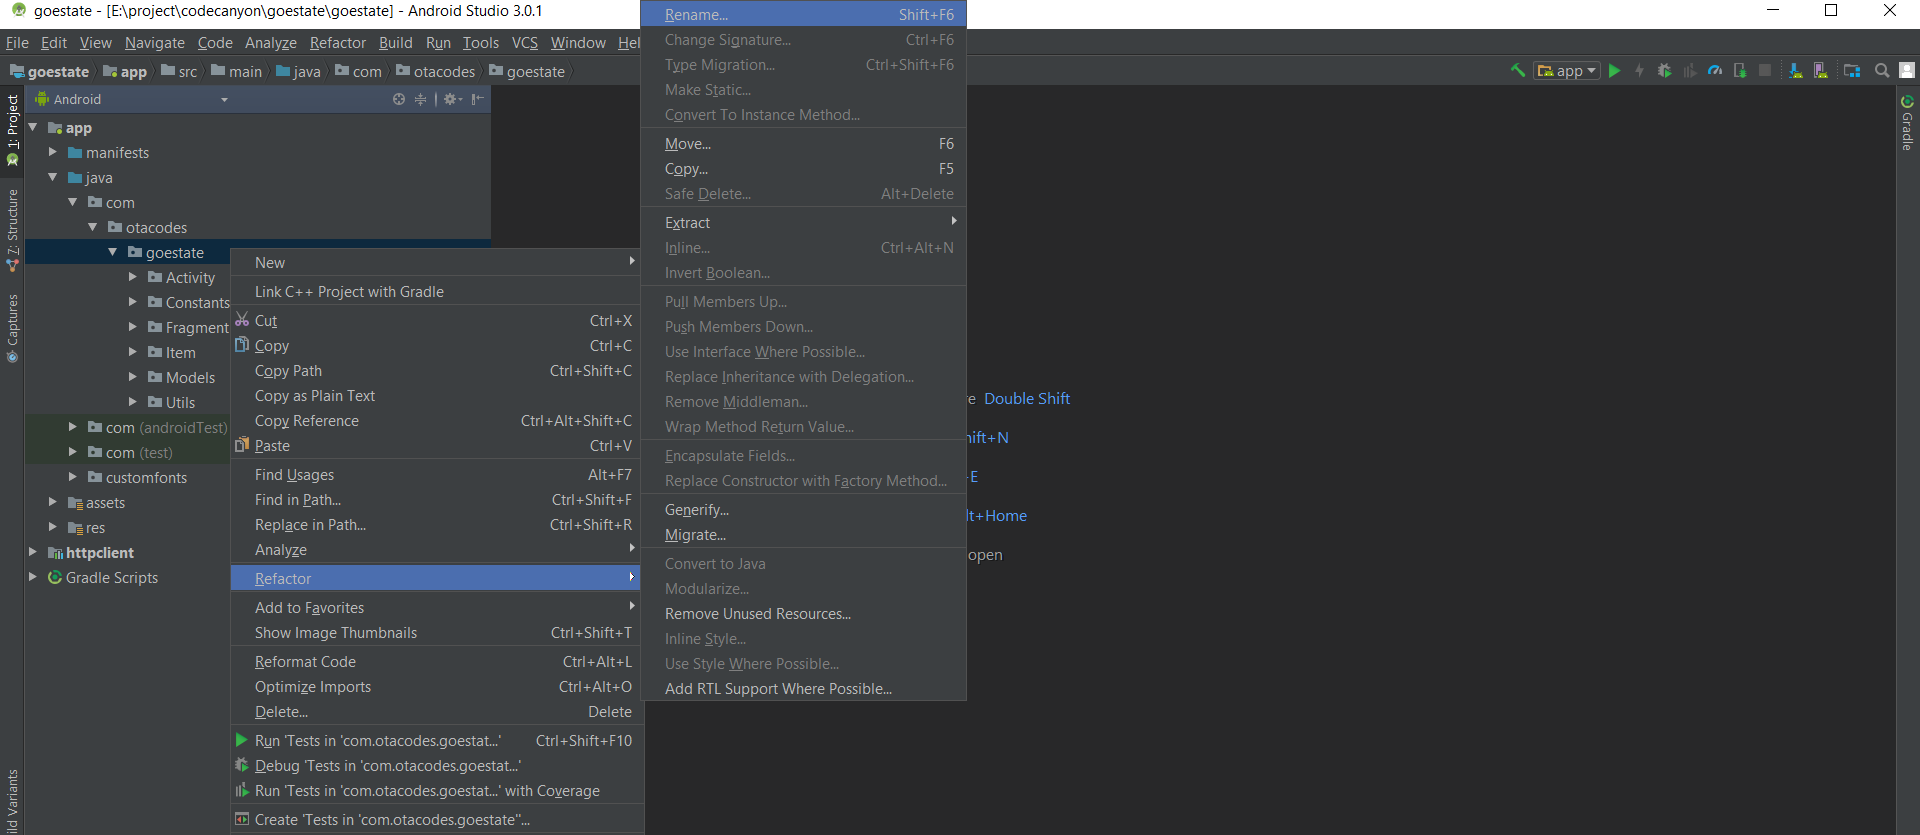 goestate - [E:\project\codecanyon\goestate\goestate] - Android Studio 3.0.1
File Edit View Navigate Code Analyze Refactor Build Run Tools VCS Window Hel
goestate app src main java com otacodes goestate
app
Android
1: Project
7: Structure
Captures
ild Variants
Gradle
app
manifests
java
com
otacodes
goestate
Activity
Constants
Fragment
Item
Models
Utils
com (androidTest)
com (test)
customfonts
assets
res
httpclient
Gradle Scripts
New
Link C++ Project with Gradle
Cut Ctrl+X
Copy Ctrl+C
Copy Path Ctrl+Shift+C
Copy as Plain Text
Copy Reference Ctrl+Alt+Shift+C
Paste Ctrl+V
Find Usages Alt+F7
Find in Path... Ctrl+Shift+F
Replace in Path... Ctrl+Shift+R
Analyze
Refactor
Add to Favorites
Show Image Thumbnails Ctrl+Shift+T
Reformat Code Ctrl+Alt+L
Optimize Imports Ctrl+Alt+O
Delete... Delete
Run 'Tests in 'com.otacodes.goestat...' Ctrl+Shift+F10
Debug 'Tests in 'com.otacodes.goestat...'
Run 'Tests in 'com.otacodes.goestat...' with Coverage
Create 'Tests in 'com.otacodes.goestate''...
Rename... Shift+F6
Change Signature... Ctrl+F6
Type Migration... Ctrl+Shift+F6
Make Static...
Convert To Instance Method...
Move... F6
Copy... F5
Safe Delete... Alt+Delete
Extract
Inline... Ctrl+Alt+N
Invert Boolean...
Pull Members Up...
Push Members Down...
Use Interface Where Possible...
Replace Inheritance with Delegation...
Remove Middleman...
Wrap Method Return Value...
Encapsulate Fields...
Replace Constructor with Factory Method...
Generify...
Migrate...
Convert to Java
Modularize...
Remove Unused Resources...
Inline Style...
Use Style Where Possible...
Add RTL Support Where Possible...
re Double Shift
hift+N
+E
lt+Home
open